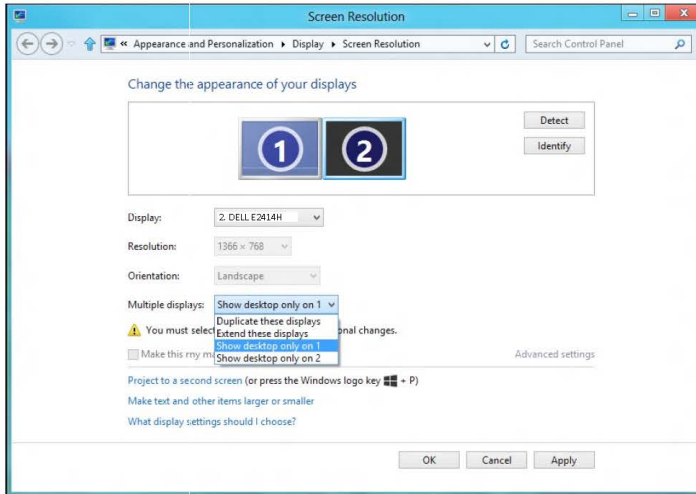 Screen Resolution
« Appearance and Personalization ▸ Display ▸ Screen Resolution
Search Control Panel
Change the appearance of your displays
1
2
Detect
Identify
Display: 2. DELL E2414H
Resolution: 1366 × 768
Orientation: Landscape
Multiple displays: Show desktop only on 1
Duplicate these displays
You must select onal changes.
Extend these displays
Show desktop only on 1
Make this my m
Show desktop only on 2
Advanced settings
Project to a second screen (or press the Windows logo key + P)
Make text and other items larger or smaller
What display settings should I choose?
OK Cancel Apply